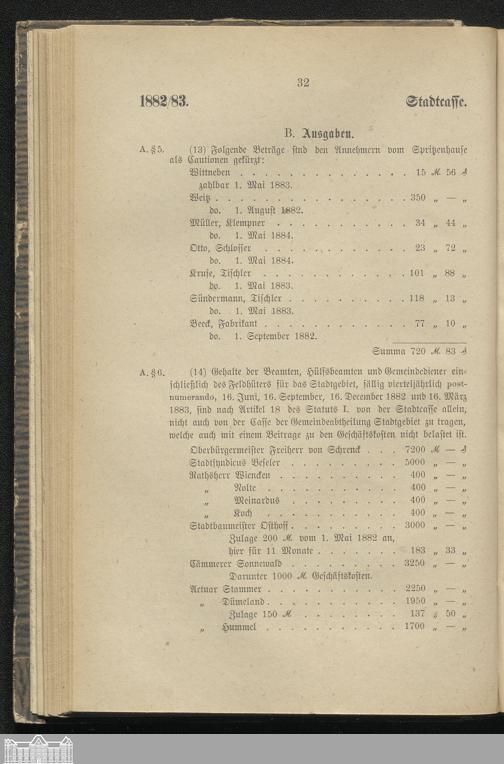 32
1882/83. Stadtcasse.
B. Ausgaben.
A. § 5. (13) Folgende Beträge sind den Annehmern vom Spritzenhause
als Cautionen gekürzt:
Wittneben . . . . . . . . . . . . . 15 ℳ 56 ₰
zahlbar 1. Mai 1883.
Weitz . . . . . . . . . . . . . . 350 „ — „
do. 1. August 1882.
Müller, Klempner . . . . . . . . . . 34 „ 44 „
do. 1. Mai 1884.
Otto, Schlosser . . . . . . . . . . . 23 „ 72 „
do. 1. Mai 1884.
Kruse, Tischler . . . . . . . . . . . 101 „ 88 „
do. 1. Mai 1883.
Sündermann, Tischler . . . . . . . . . 118 „ 13 „
do. 1. Mai 1883.
Beeck, Fabrikant . . . . . . . . . . . 77 „ 10 „
do. 1. September 1882.
Summa 720 ℳ 83 ₰
A. § 6. (14) Gehalte der Beamten, Hülfsbeamten und Gemeindediener ein-
schließlich des Feldhüters für das Stadtgebiet, fällig vierteljährlich post-
numerando, 16. Juni, 16. September, 16. December 1882 und 16. März
1883, sind nach Artikel 18 des Statuts I. von der Stadtcasse allein,
nicht auch von der Casse der Gemeindeabtheilung Stadtgebiet zu tragen,
welche auch mit einem Beitrage zu den Geschäftskosten nicht belastet ist.
Oberbürgermeister Freiherr von Schrenck . . . 7200 ℳ — ₰
Stadtsyndicus Beseler . . . . . . . . . 5000 „ — „
Rathsherr Wiencken . . . . . . . . . . 400 „ — „
„ Nolte . . . . . . . . . . . 400 „ — „
„ Meinardus . . . . . . . . . 400 „ — „
„ Koch . . . . . . . . . . . 400 „ — „
Stadtbaumeister Osthoff . . . . . . . . . 3000 „ — „
Zulage 200 ℳ vom 1. Mai 1882 an,
hier für 11 Monate . . . . . . . 183 „ 33 „
Cämmerer Sonnewald . . . . . . . . . 3250 „ — „
Darunter 1000 ℳ Geschäftskosten.
Actuar Stammer . . . . . . . . . . . 2250 „ — „
„ Dümeland . . . . . . . . . . . 1950 „ — „
Zulage 150 ℳ . . . . . . . . . 137 „ 50 „
„ Hummel . . . . . . . . . . . 1700 „ — „